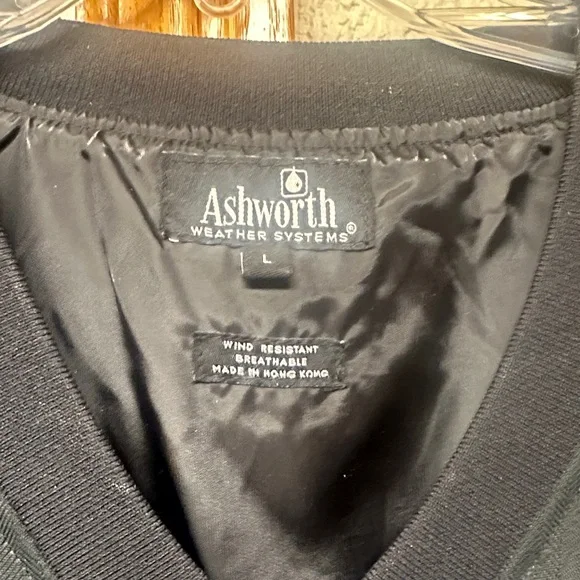 Ashworth®
WEATHER SYSTEMS
L
WIND RESISTANT
BREATHABLE
MADE IN HONG KONG